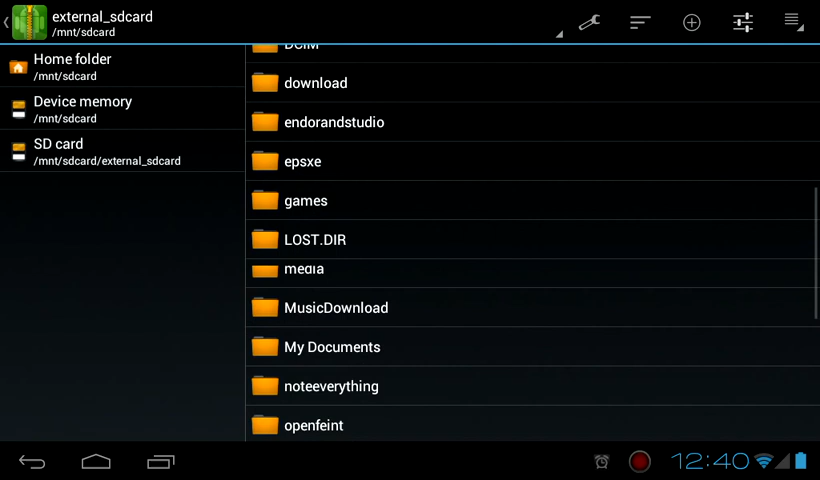 external_sdcard
/mnt/sdcard
Home folder
/mnt/sdcard
Device memory
/mnt/sdcard
SD card
/mnt/sdcard/external_sdcard
DCIM
download
endorandstudio
epsxe
games
LOST.DIR
media
MusicDownload
My Documents
noteeverything
openfeint
12:40